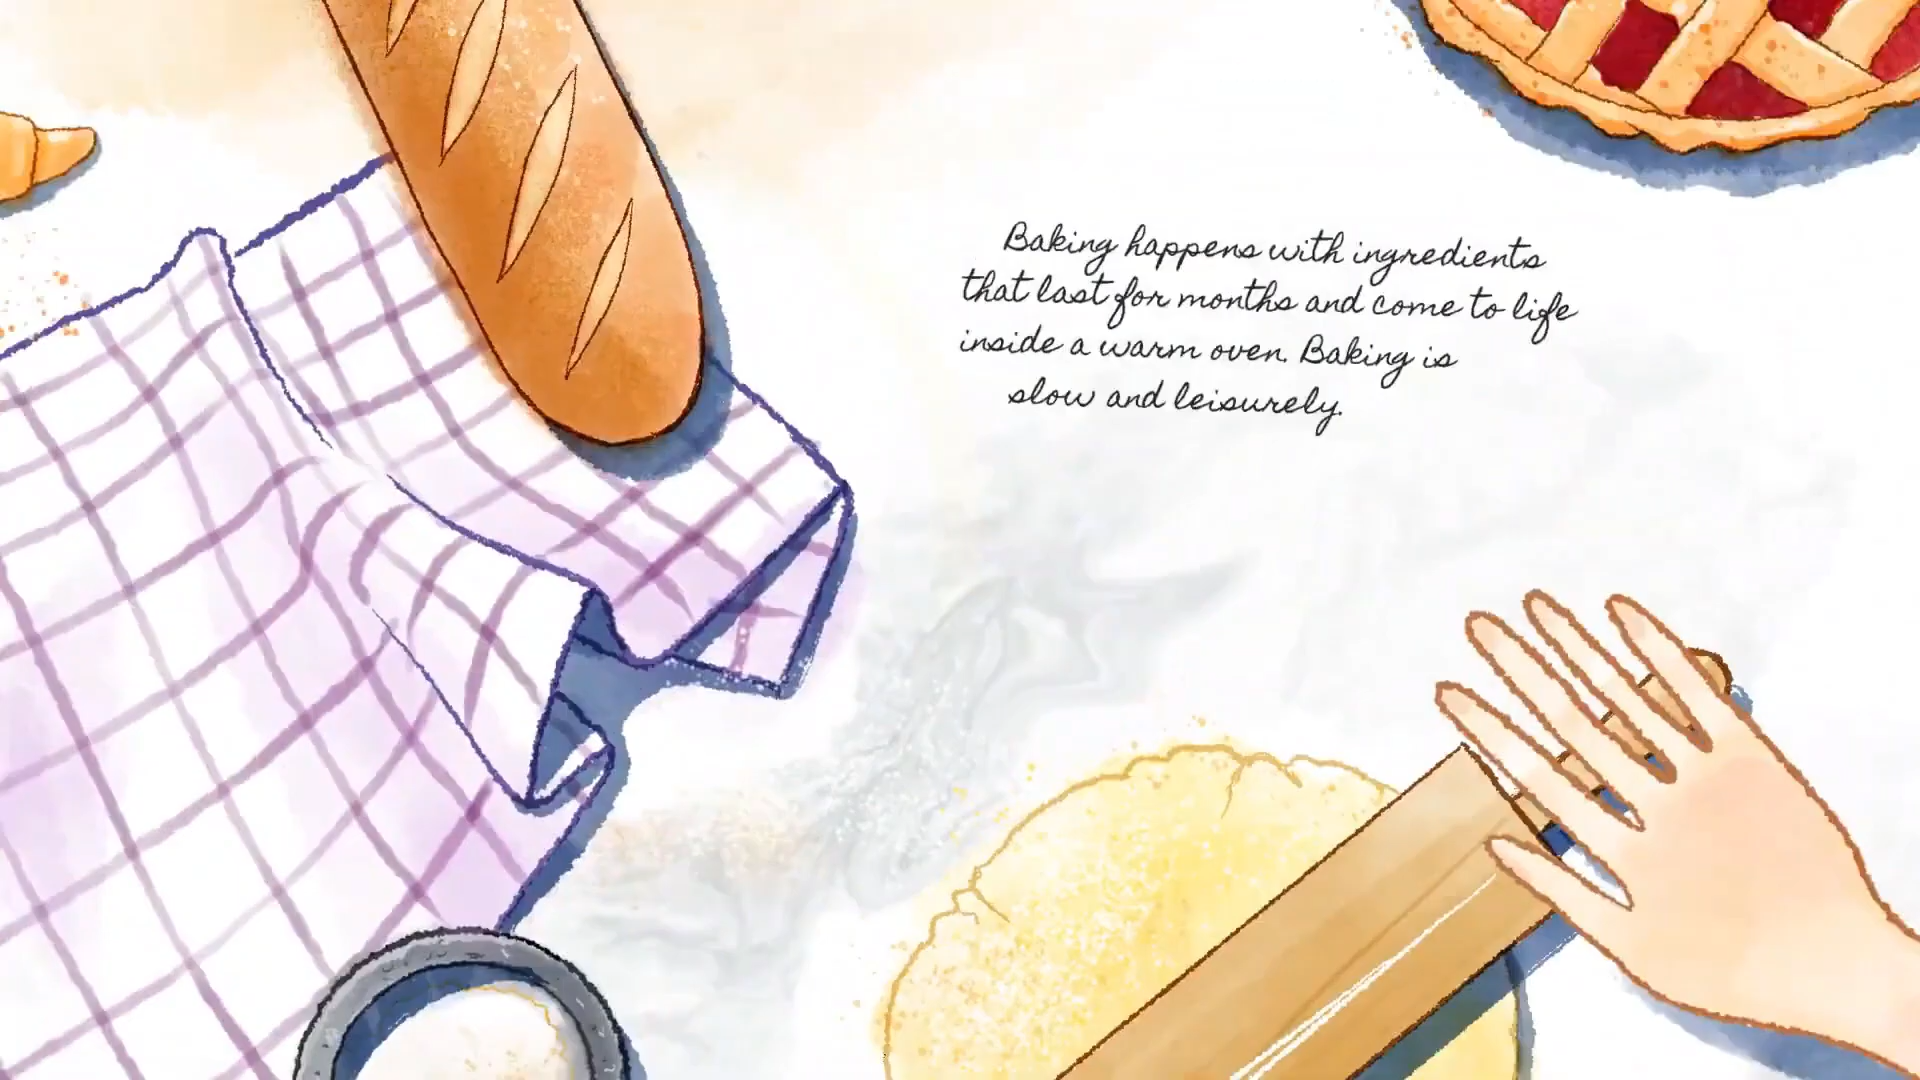 Baking happens with ingredients
that last for months and come to life
inside a warm oven. Baking is
slow and leisurely.